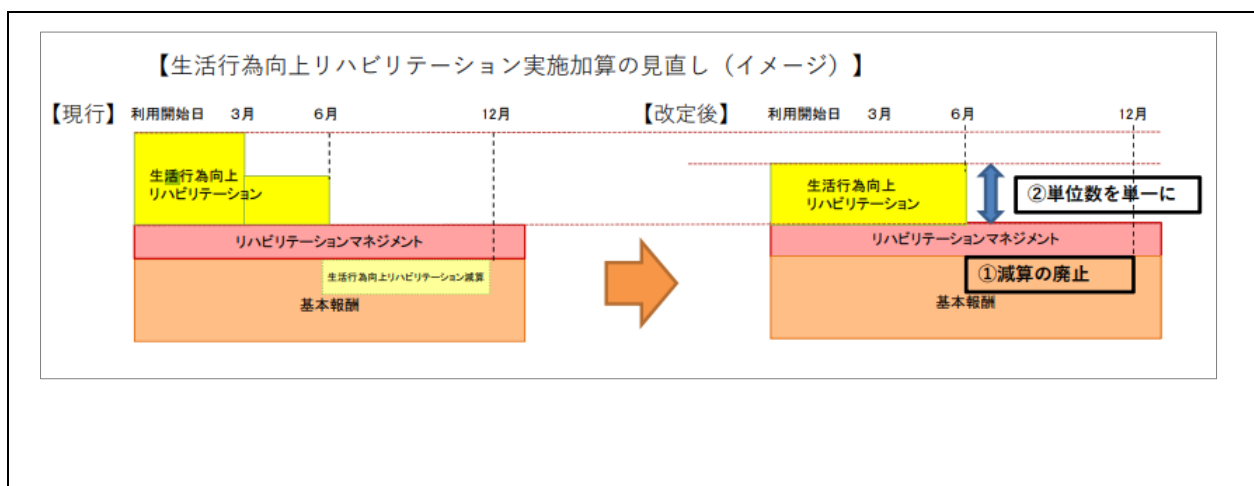 【生活行為向上リハビリテーション実施加算の見直し（イメージ）】
【現行】
利用開始日 3月 6月 12月
生活行為向上
リハビリテーション
リハビリテーションマネジメント
生活行為向上リハビリテーション減算
基本報酬
【改定後】
利用開始日 3月 6月 12月
生活行為向上
リハビリテーション
②単位数を単一に
リハビリテーションマネジメント
①減算の廃止
基本報酬